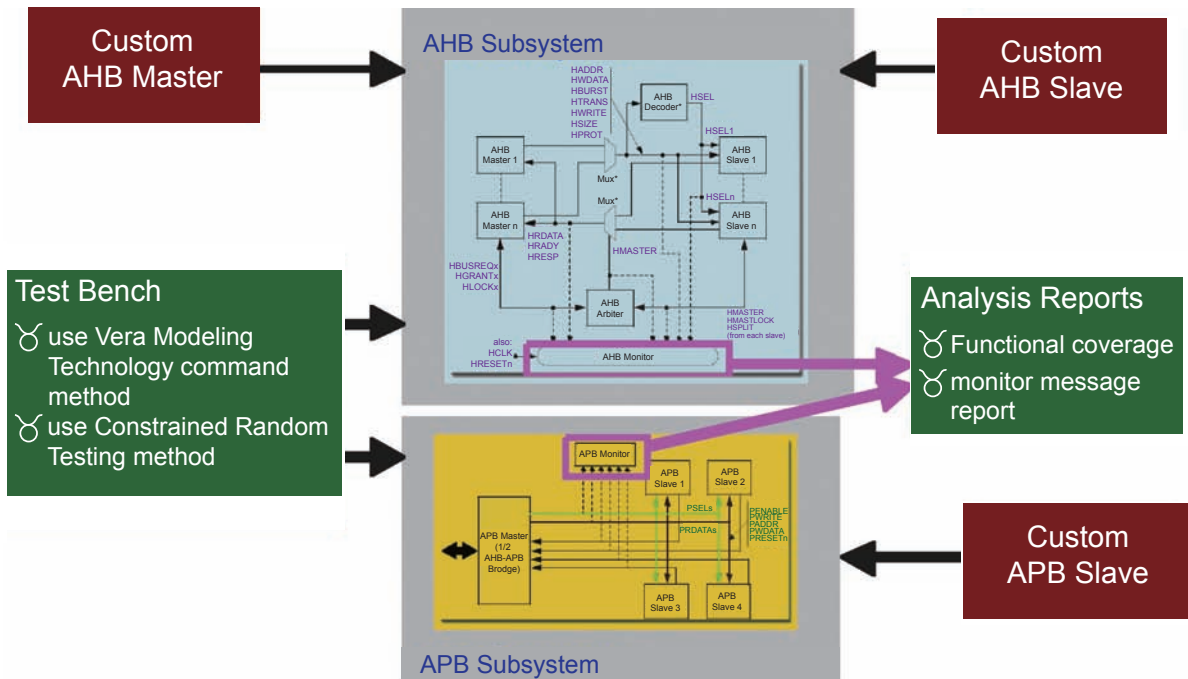 Custom
AHB Master
AHB Subsystem
Custom
AHB Slave
HADDR
HWDATA
HBURST
HTRANS
HWRITE
HSIZE
HPROT
AHB
Decoder*
HSEL
HSEL1
AHB
Master 1
AHB
Slave 1
Mux*
Mux*
HSELn
AHB
Master n
AHB
Slave n
HRDATA
HRADY
HRESP
HMASTER
HBUSREQx
HGRANTx
HLOCKx
AHB
Arbiter
HMASTER
HMASTLOCK
HSPLIT
(from each slave)
also:
HCLK
HRESETn
AHB Monitor
Test Bench
use Vera Modeling
Technology command
method
use Constrained Random
Testing method
Analysis Reports
Functional coverage
monitor message
report
APB Monitor
APB
Slave 1
APB
Slave 2
PSELs
PENABLE
PWRITE
PADDR
PWDATA
PRESETn
PRDATAs
APB Master
(1/2
AHB-APB
Brodge)
APB
Slave 3
APB
Slave 4
Custom
APB Slave
APB Subsystem